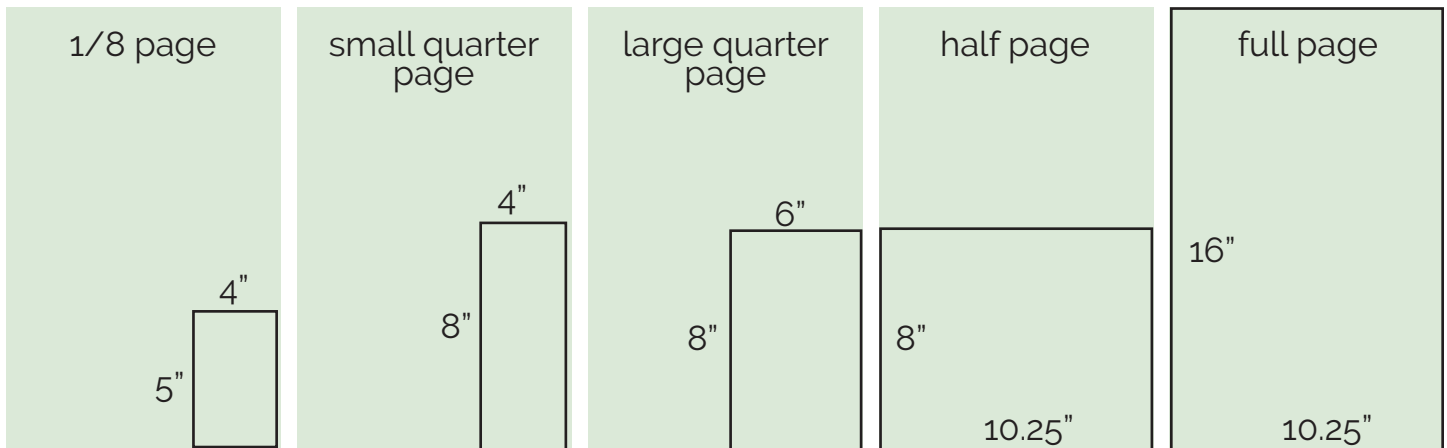 1/8 page
4”
5”
small quarter
page
4”
8”
large quarter
page
6”
8”
half page
8”
10.25”
full page
16”
10.25”